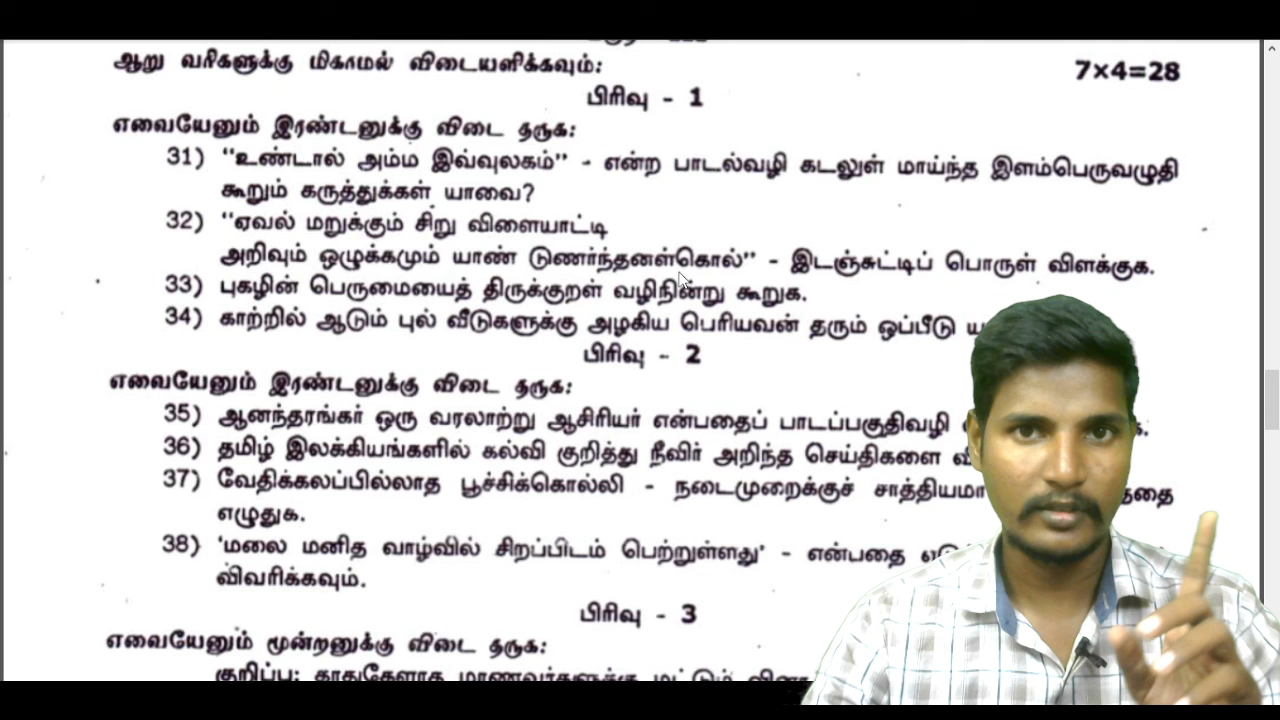 ஆறு வரிகளுக்கு மிகாமல் விடையளிக்கவும்: 7×4=28
பிரிவு - 1
எவையேனும் இரண்டனுக்கு விடை தருக:
31) "உண்டால் அம்ம இவ்வுலகம்" - என்ற பாடல்வழி கடலுள் மாய்ந்த இளம்பெருவழுதி
கூறும் கருத்துக்கள் யாவை?
32) "ஏவல் மறுக்கும் சிறு விளையாட்டி
அறிவும் ஒழுக்கமும் யாண் டுணர்ந்தனள்கொல்" - இடஞ்சுட்டிப் பொருள் விளக்குக.
33) புகழின் பெருமையைத் திருக்குறள் வழிநின்று கூறுக.
34) காற்றில் ஆடும் புல் வீடுகளுக்கு அழகிய பெரியவன் தரும் ஒப்பீடு
பிரிவு - 2
எவையேனும் இரண்டனுக்கு விடை தருக:
35) ஆனந்தரங்கர் ஒரு வரலாற்று ஆசிரியர் என்பதைப் பாடப்பகுதிவழி
36) தமிழ் இலக்கியங்களில் கல்வி குறித்து நீவிர் அறிந்த செய்திகளை
37) வேதிக்கலப்பில்லாத பூச்சிக்கொல்லி - நடைமுறைக்குச்
எழுதுக.
38) 'மலை மனித வாழ்வில் சிறப்பிடம் பெற்றுள்ளது' - என்பதை
விவரிக்கவும்.
பிரிவு - 3
எவையேனும் மூன்றனுக்கு விடை தருக: